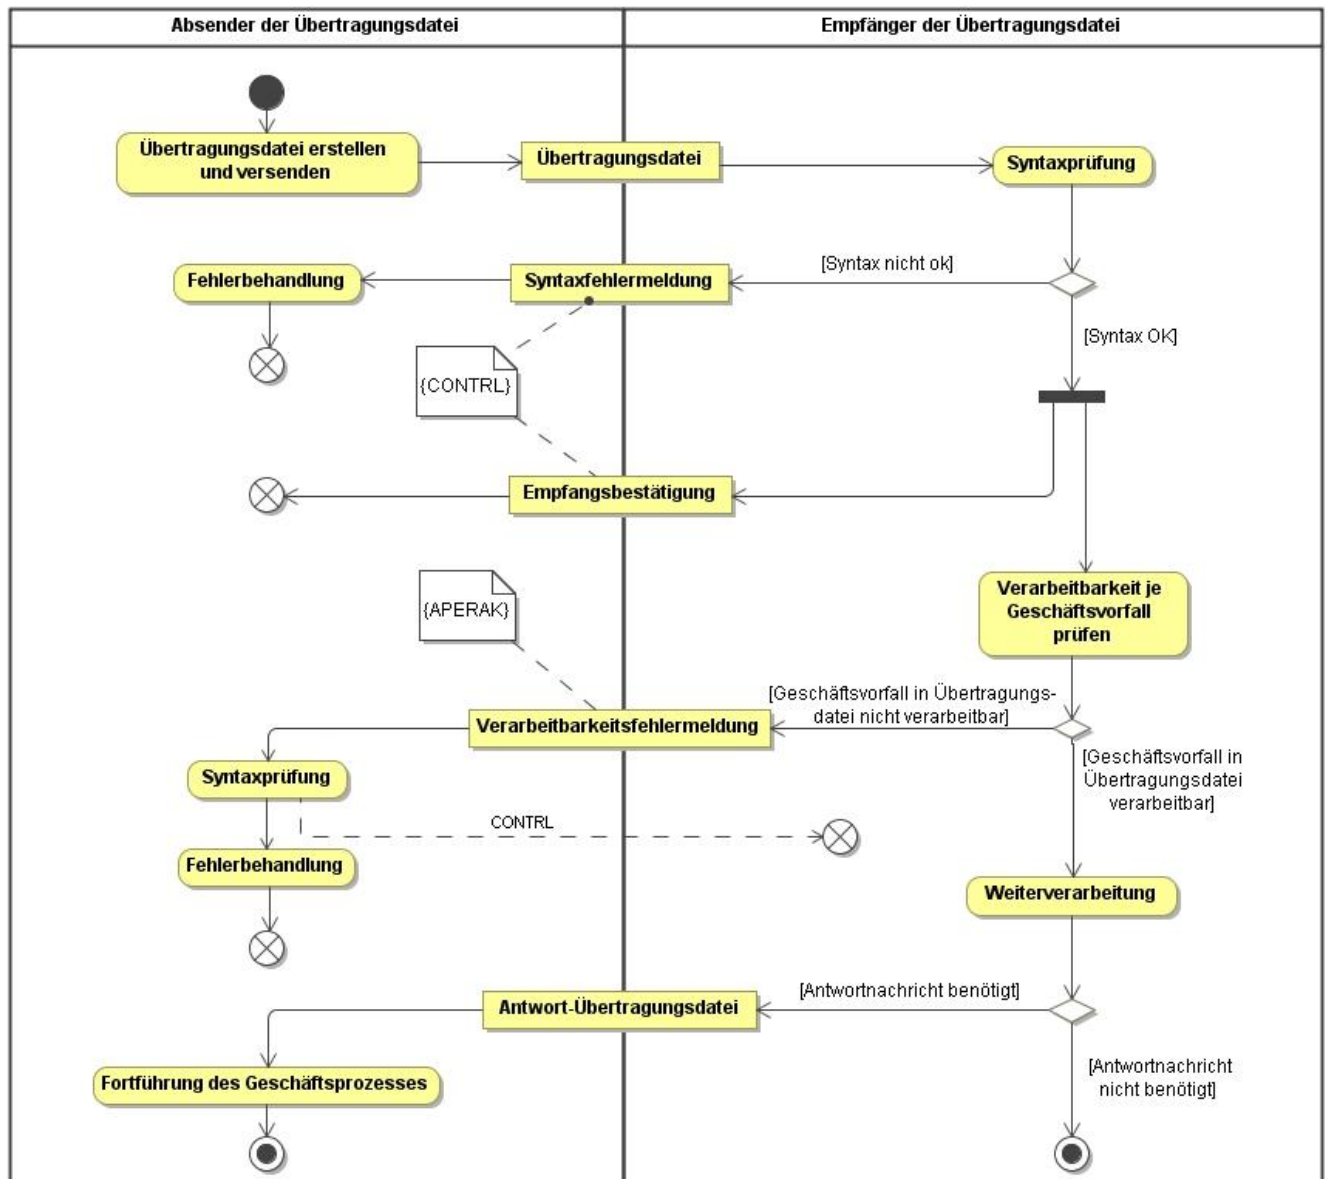 Absender der Übertragungsdatei
Empfänger der Übertragungsdatei
Übertragungsdatei erstellen
und versenden
Übertragungsdatei
Syntaxprüfung
[Syntax nicht ok]
Syntaxfehlermeldung
Fehlerbehandlung
[Syntax OK]
{CONTRL}
Empfangsbestätigung
Verarbeitbarkeit je
Geschäftsvorfall
prüfen
{APERAK}
[Geschäftsvorfall in Übertragungs-
datei nicht verarbeitbar]
Verarbeitbarkeitsfehlermeldung
[Geschäftsvorfall in
Übertragungsdatei
verarbeitbar]
Syntaxprüfung
CONTRL
Fehlerbehandlung
Weiterverarbeitung
[Antwortnachricht benötigt]
Antwort-Übertragungsdatei
[Antwortnachricht
nicht benötigt]
Fortführung des Geschäftsprozesses